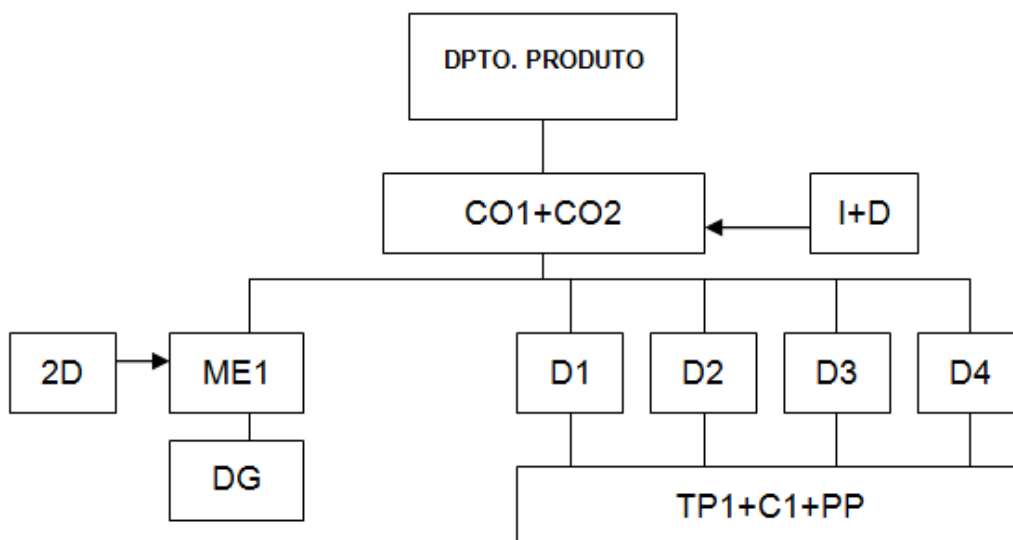 DPTO. PRODUTO
CO1+CO2
I+D
2D
ME1
D1
D2
D3
D4
DG
TP1+C1+PP